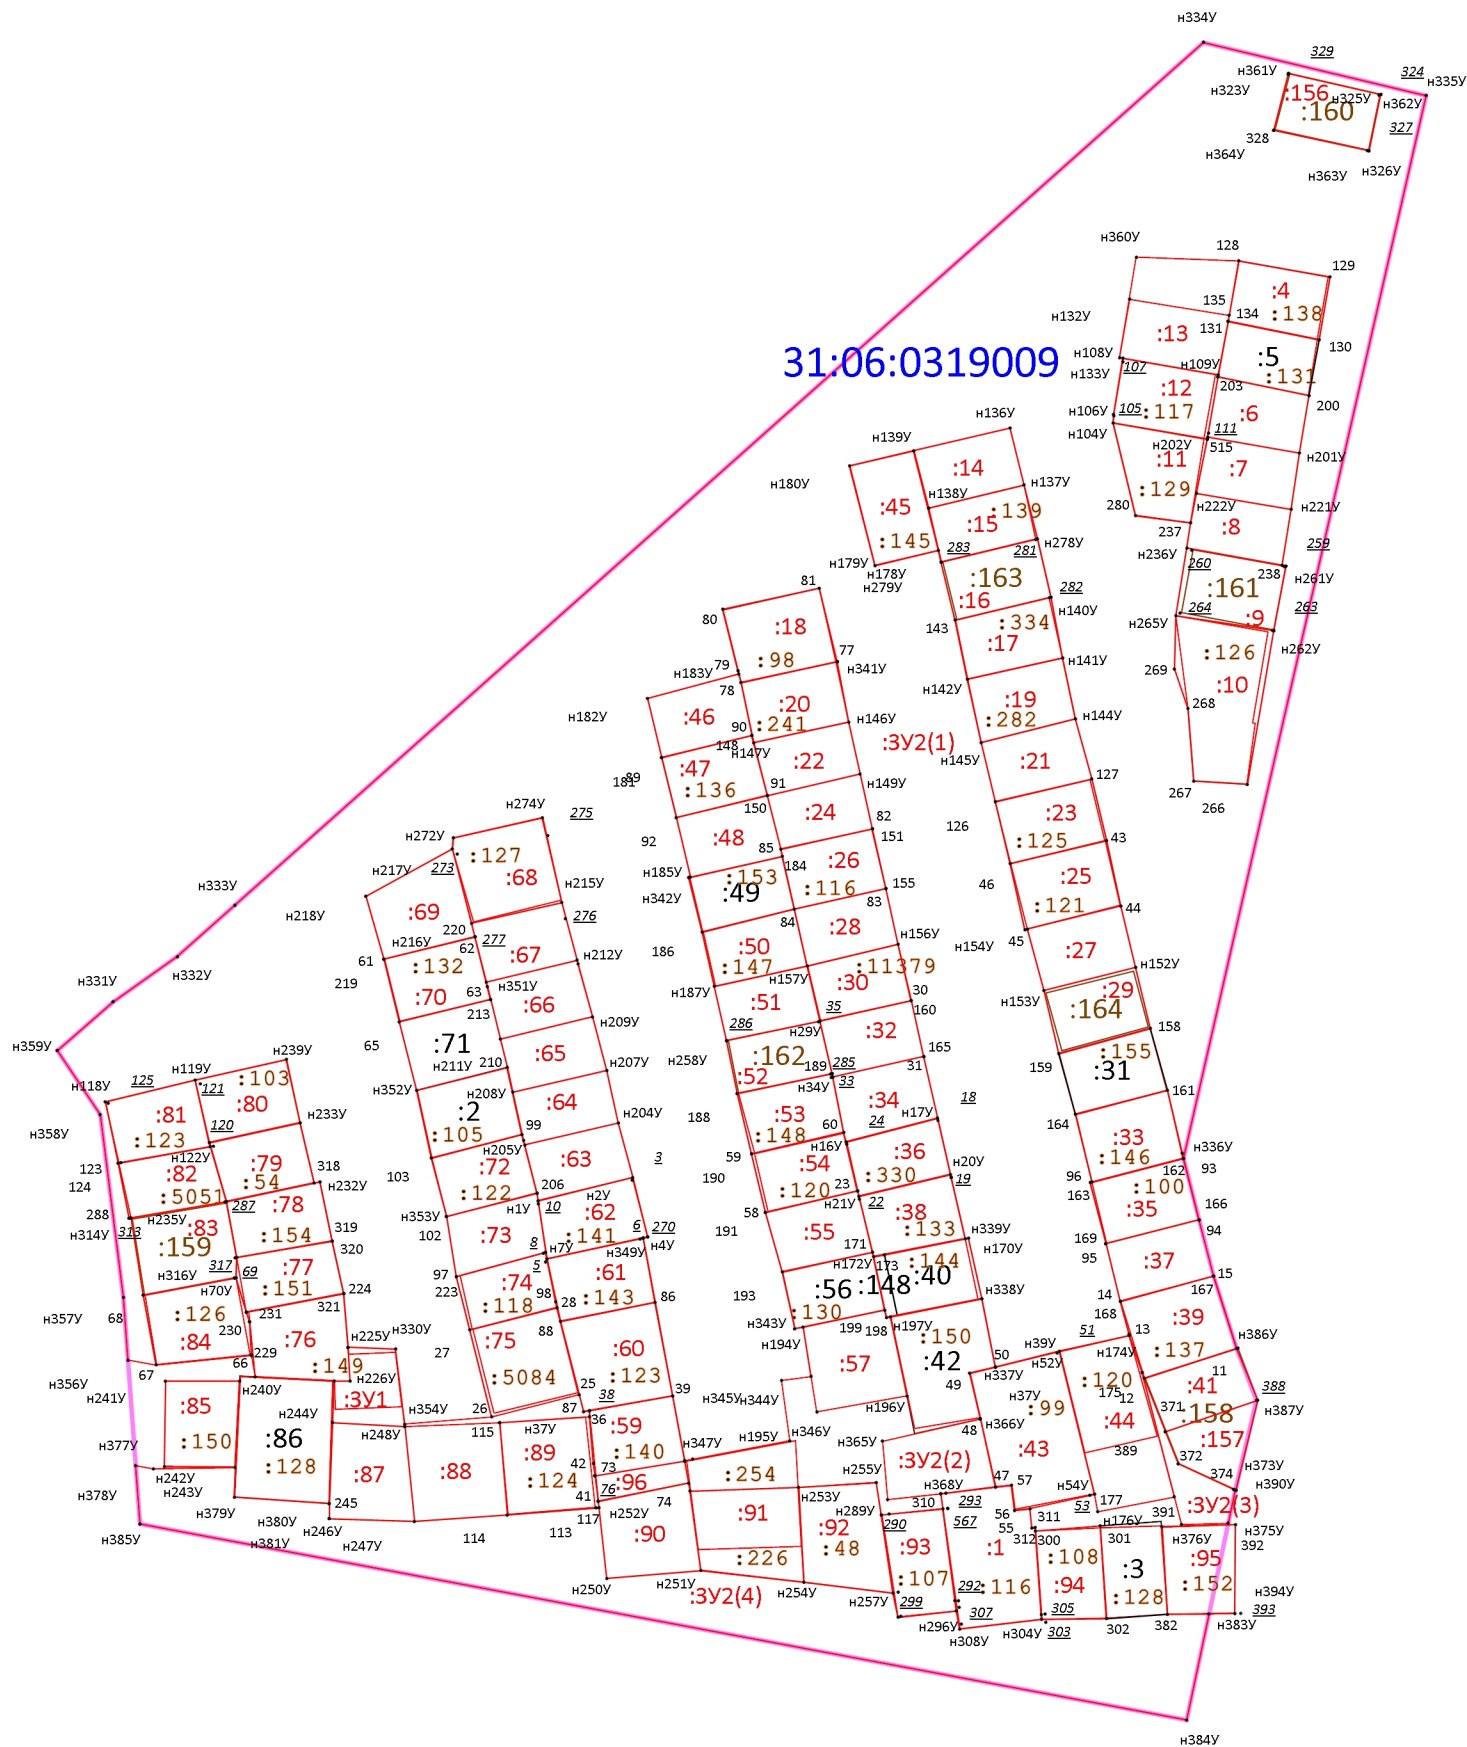 н334У
329
324
н335У
н361У
н323У
:156
н325У
н362У
:160
327
328
н364У
н363У
н326У
н360У
128
129
:4
:138
135
134
н132У
131
:13
130
:5
31:06:0319009
н108У
107
н133У
н109У
:131
203
:12
200
н106У
105
:117
:6
н104У
111
н136У
н202У
515
н139У
:11
:7
н201У
:14
н180У
:129
н137У
н138У
280
н222У
н221У
:45
:139
237
:8
:15
:145
283
281
н278У
н236У
259
н179У
н178У
260
238
н261У
н279У
:163
:161
81
282
:16
264
263
80
143
:334
н140У
н265У
:9
:18
:17
н262У
:98
77
:126
79
н183У
н341У
н141У
269
78
н142У
:10
:46
:20
:19
268
н182У
90
:241
н146У
:282
н144У
148
н147У
:ЗУ2(1)
:47
:22
н145У
:21
89
181
:136
91
н149У
127
267
266
н274У
275
150
:24
:23
82
126
н272У
92
:48
151
:125
43
:127
85
н217У
273
н185У
184
:26
:153
:68
н342У
:49
:116
155
46
:25
н215У
н333У
:121
н218У
:69
83
44
276
84
220
:28
45
н216У
62
277
:50
н156У
н154У
:27
186
61
:132
:67
н212У
:147
:11379
н332У
н157У
н152У
219
н351У
:30
:29
н331У
63
н187У
:70
:66
:51
30
н153У
213
35
160
:164
н209У
286
н29У
:32
158
н359У
65
:71
:65
:162
165
:155
н239У
н258У
159
н211У
210
н207У
189
285
31
:31
н119У
125
121
:103
:52
н34У
33
н118У
н352У
н208У
161
:80
:2
:64
:53
:34
18
:81
н204У
188
н17У
164
н358У
120
н233У
:105
99
:148
60
24
:33
:123
н16У
н205У
59
н336У
н122У
:79
:72
:63
3
:54
:36
:146
123
:82
:54
318
103
:122
190
:120
23
:330
н20У
96
162
93
124
:5051
н232У
206
н2У
н21У
19
163
:100
288
287
:78
н1У
10
58
22
166
н235У
:83
319
н353У
:62
:55
:38
:35
н314У
313
:154
102
:73
:141
6
270
191
:133
н339У
94
:159
320
8
н7У
н349У
н4У
171
н170У
169
н316У
317
69
:77
97
5
:61
н172У
173
:144
95
:37
н70У
:151
224
223
:74
98
:56
:148
:40
15
:126
28
:143
86
193
:130
н338У
14
167
н357У
68
231
321
:118
н343У
199
198
н197У
168
:39
:84
230
:76
н225У
н330У
27
:75
88
:60
н194У
:150
н39У
51
13
н386У
67
66
229
:149
:5084
:123
:57
:42
50
н52У
н174У
:137
н356У
н240У
н226У
н337У
11
н241У
:85
:ЗУ1
25
39
н345У
н344У
49
н37У
:120
175
12
:41
388
н244У
н354У
26
87
38
н196У
:99
371
:158
н387У
36
н366У
:44
:150
:86
н248У
115
н37У
:59
н195У
н346У
н365У
48
:43
389
:157
н377У
:128
:87
:88
:89
:140
н347У
:ЗУ2(2)
372
н242У
:124
42
73
:254
н255У
н368У
47
57
н54У
374
н373У
н243У
:96
76
н378У
41
74
н253У
310
293
177
53
н390У
н379У
245
117
н252У
:91
н289У
56
311
391
:ЗУ2(3)
н380У
н246У
:90
:92
290
567
55
н176У
н385У
н381У
н247У
114
113
:48
:93
:1
312
300
301
н376У
н375У
392
:226
:108
:3
:95
н250У
н251У
н254У
:107
:116
:94
:128
:152
:ЗУ2(4)
н257У
299
292
н394У
307
305
393
н296У
н308У
н304У
303
302
382
н383У
н384У